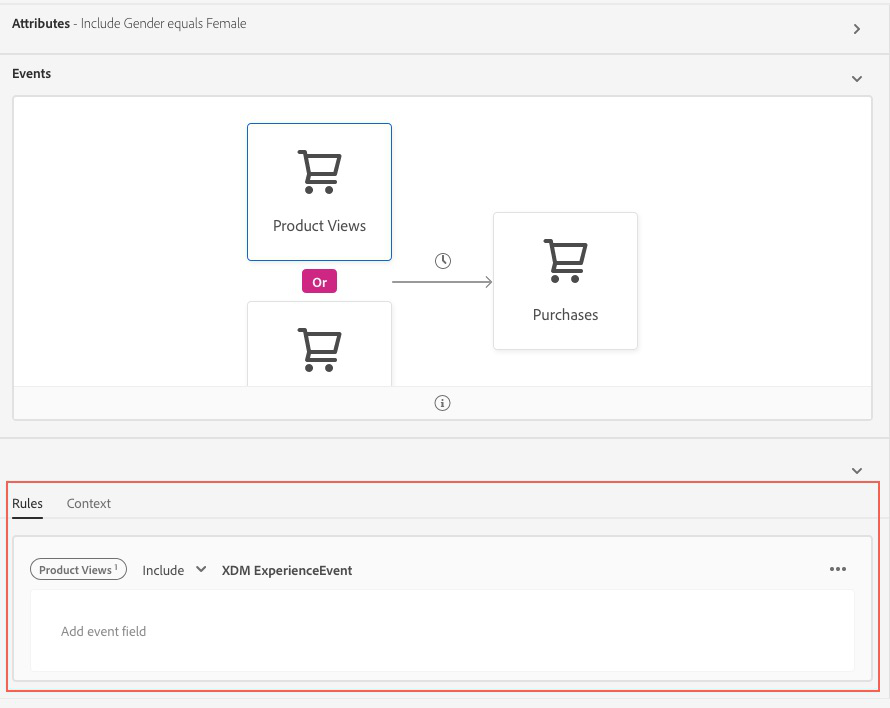 Attributes - Include Gender equals Female
Events
Product Views
Or
Purchases
Rules Context
Product Views 1 Include XDM ExperienceEvent
Add event field